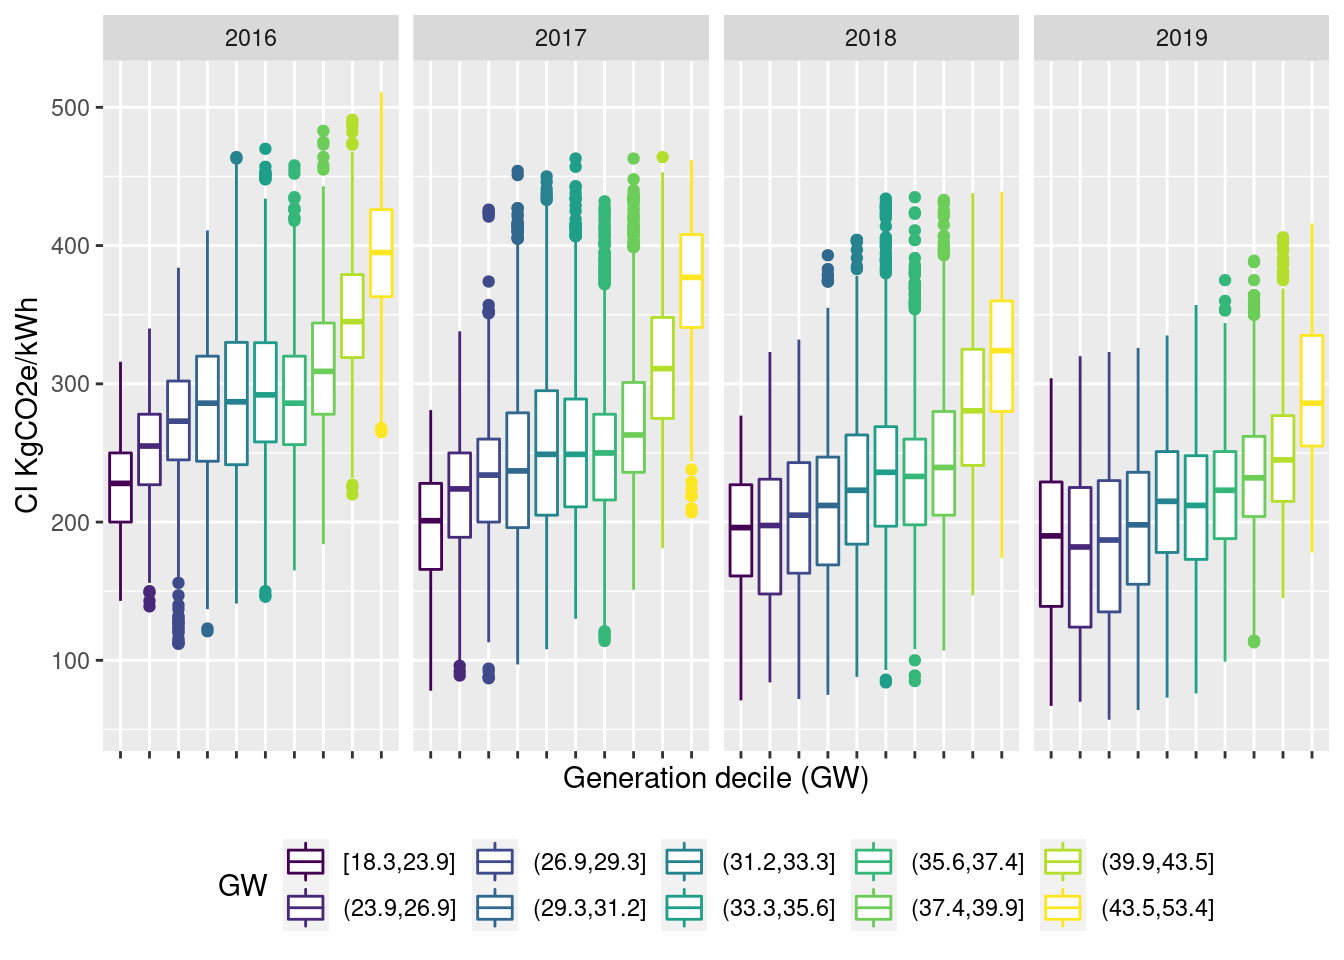 2016 2017 2018 2019
CI KgCO2e/kWh
500
400
300
200
100
Generation decile (GW)
GW
[18.3,23.9] (26.9,29.3] (31.2,33.3] (35.6,37.4] (39.9,43.5]
(23.9,26.9] (29.3,31.2] (33.3,35.6] (37.4,39.9] (43.5,53.4]